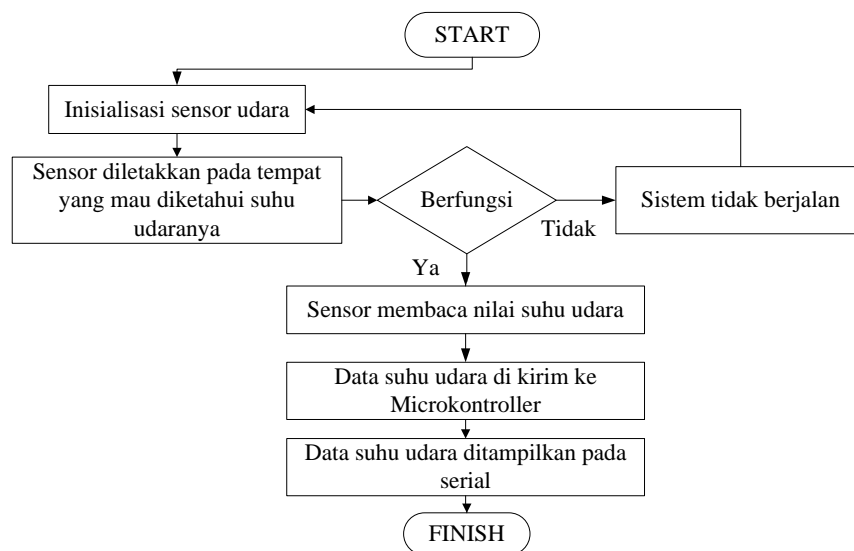 START
Inisialisasi sensor udara
Sensor diletakkan pada tempat
yang mau diketahui suhu
udaranya
Berfungsi
Tidak
Sistem tidak berjalan
Ya
Sensor membaca nilai suhu udara
Data suhu udara di kirim ke
Microkontroller
Data suhu udara ditampilkan pada
serial
FINISH